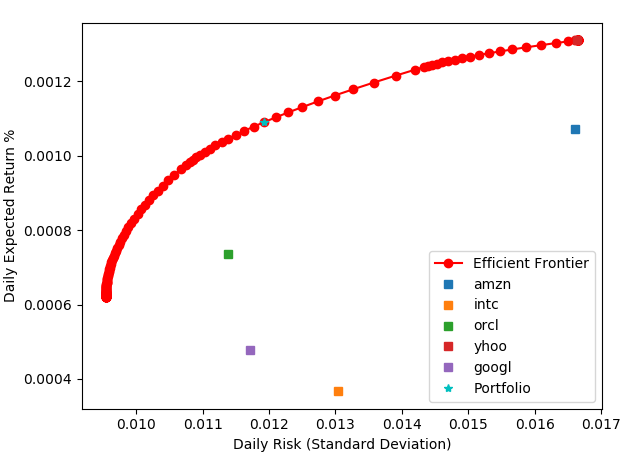 0.0012
0.0010
0.0008
0.0006
0.0004
Daily Expected Return %
Efficient Frontier
amzn
intc
orcl
yhoo
googl
Portfolio
0.010 0.011 0.012 0.013 0.014 0.015 0.016 0.017
Daily Risk (Standard Deviation)